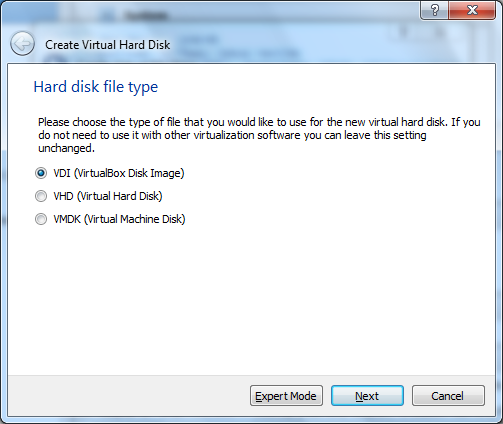 Create Virtual Hard Disk
Hard disk file type
Please choose the type of file that you would like to use for the new virtual hard disk. If you
do not need to use it with other virtualization software you can leave this setting
unchanged.
VDI (VirtualBox Disk Image)
VHD (Virtual Hard Disk)
VMDK (Virtual Machine Disk)
Expert Mode
Next
Cancel